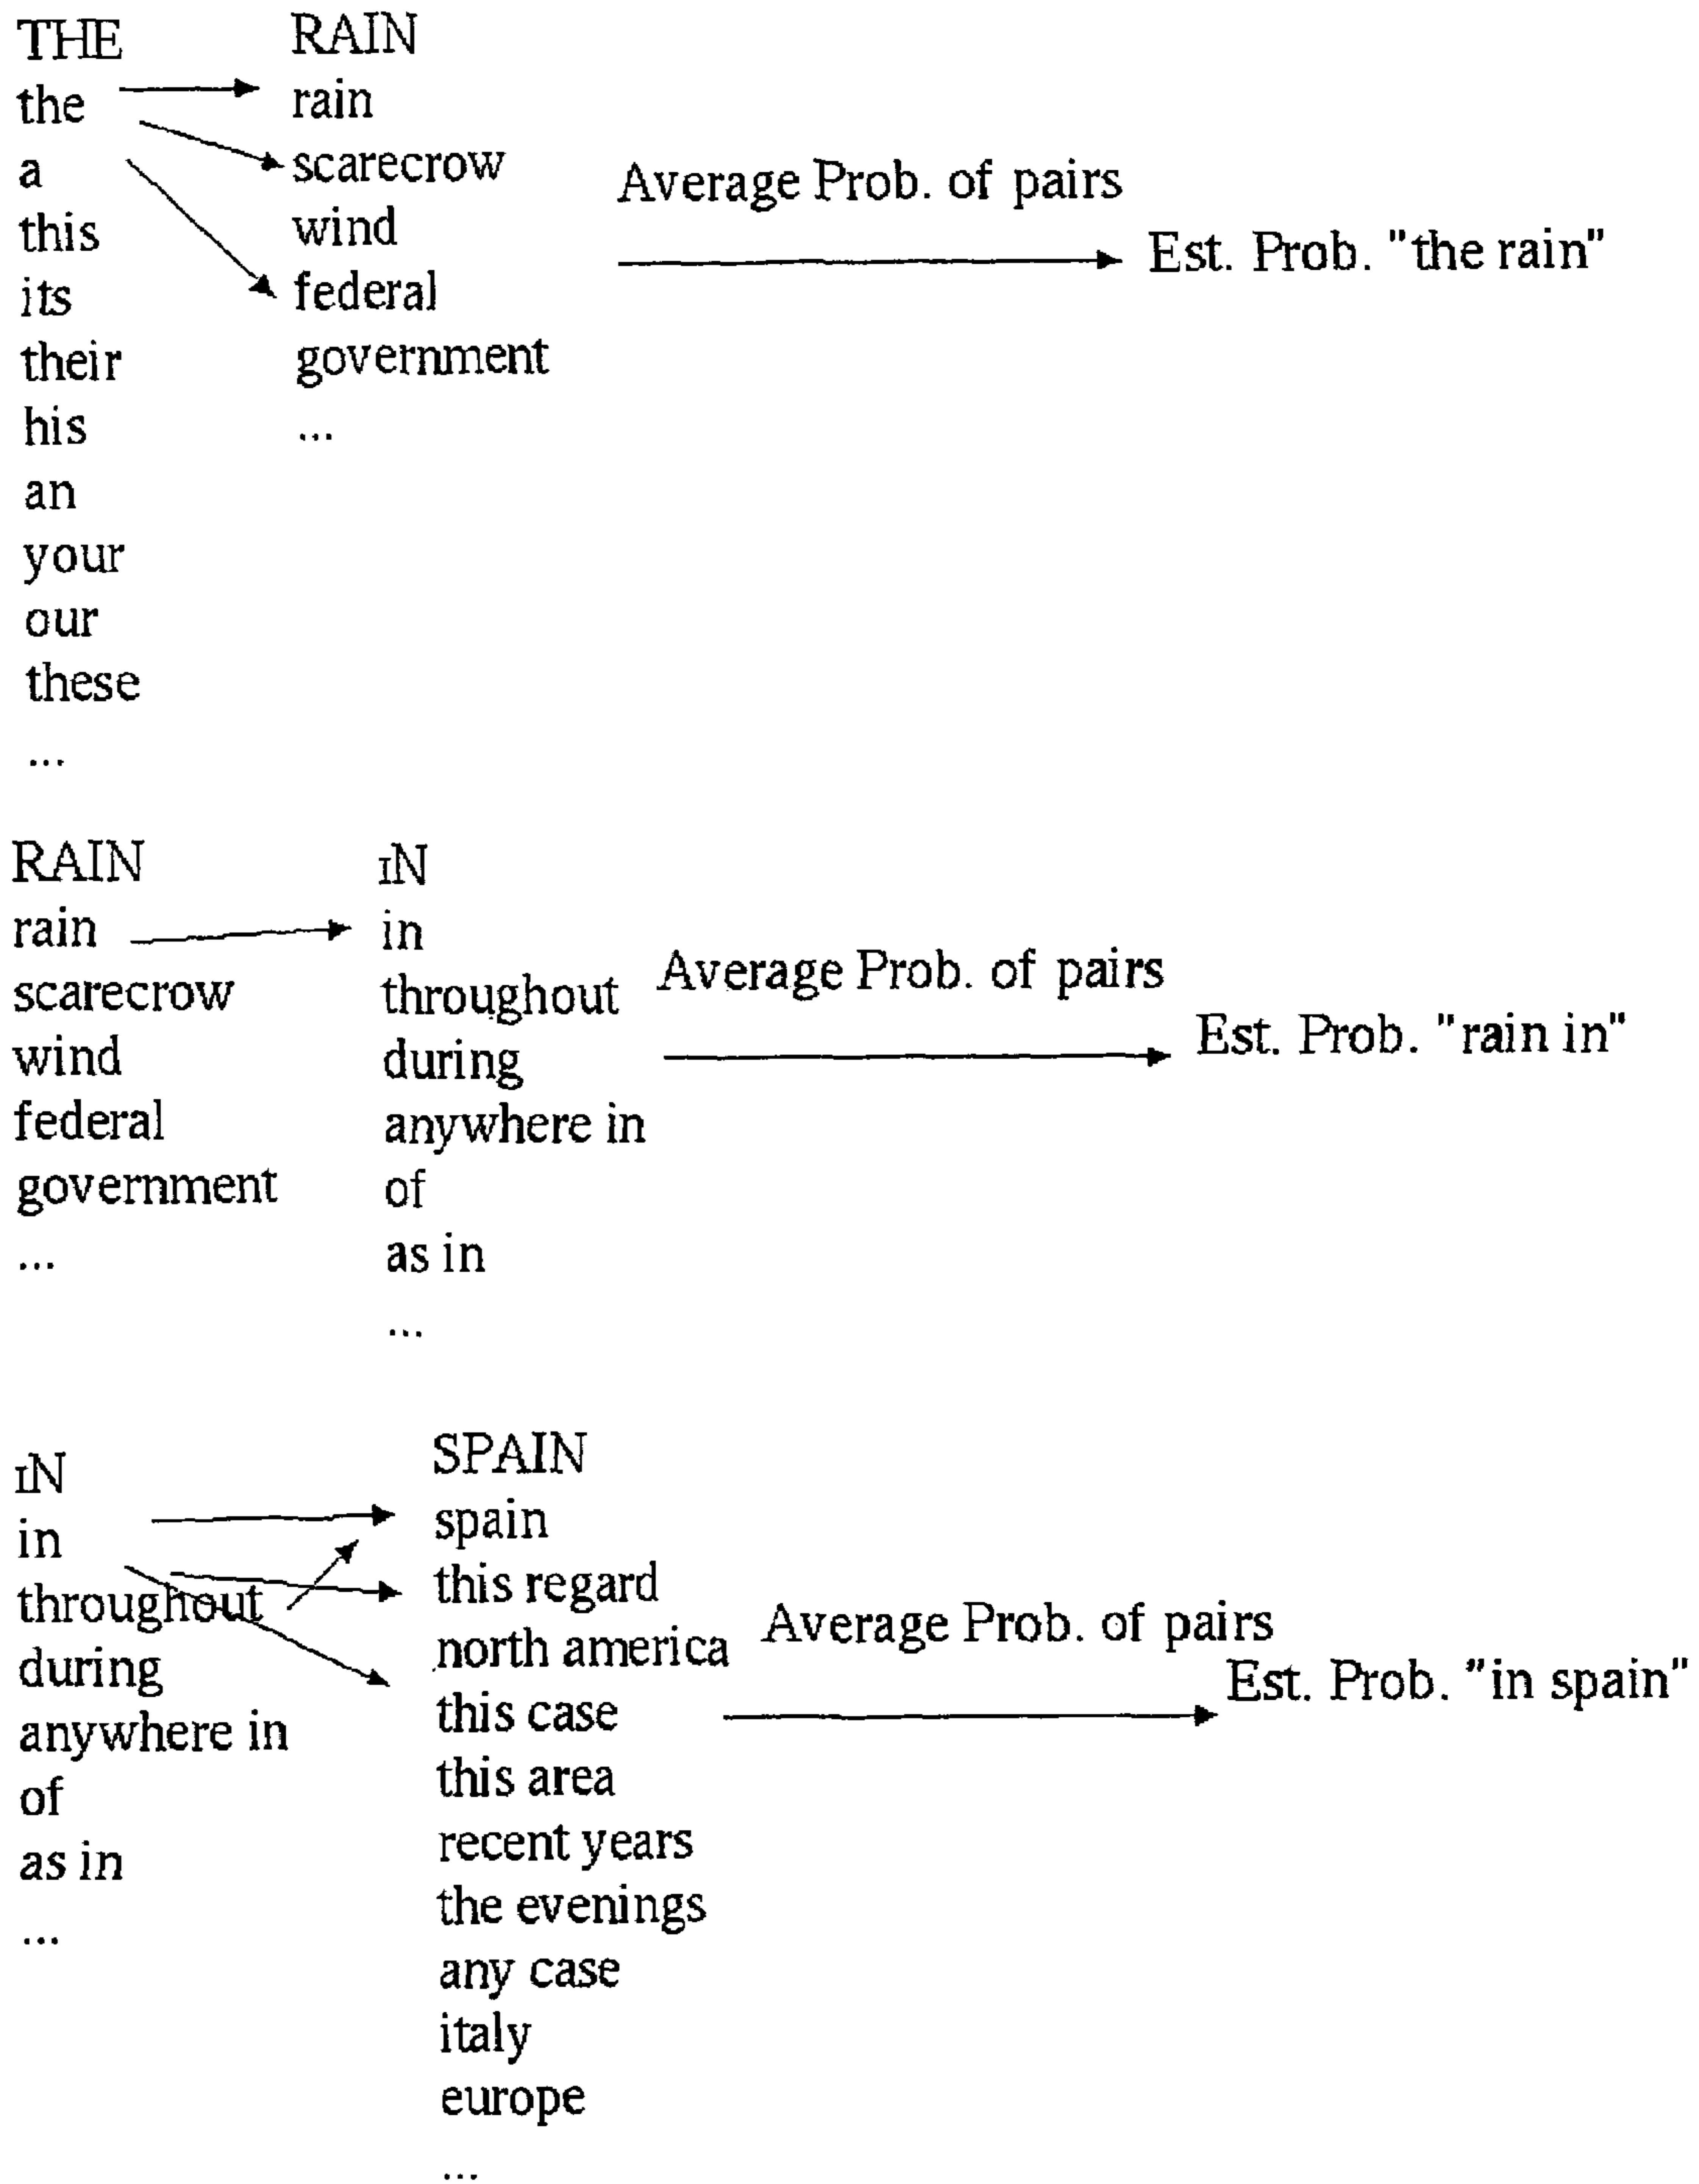 THE
the
a
this
its
their
his
an
your
our
these
...
RAIN
rain
scarecrow
wind
federal
government
...
Average Prob. of pairs
Est. Prob. "the rain"
RAIN
rain
scarecrow
wind
federal
government
...
IN
in
throughout
during
anywhere in
of
as in
...
Average Prob. of pairs
Est. Prob. "rain in"
IN
in
throughout
during
anywhere in
of
as in
...
SPAIN
spain
this regard
north america
this case
this area
recent years
the evenings
any case
italy
europe
...
Average Prob. of pairs
Est. Prob. "in spain"